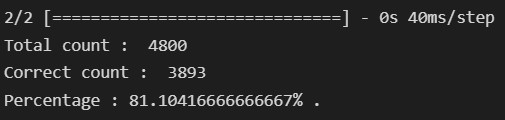 2/2 [==============================] - 0s 40ms/step
Total count :  4800
Correct count :  3893
Percentage : 81.10416666666667% .